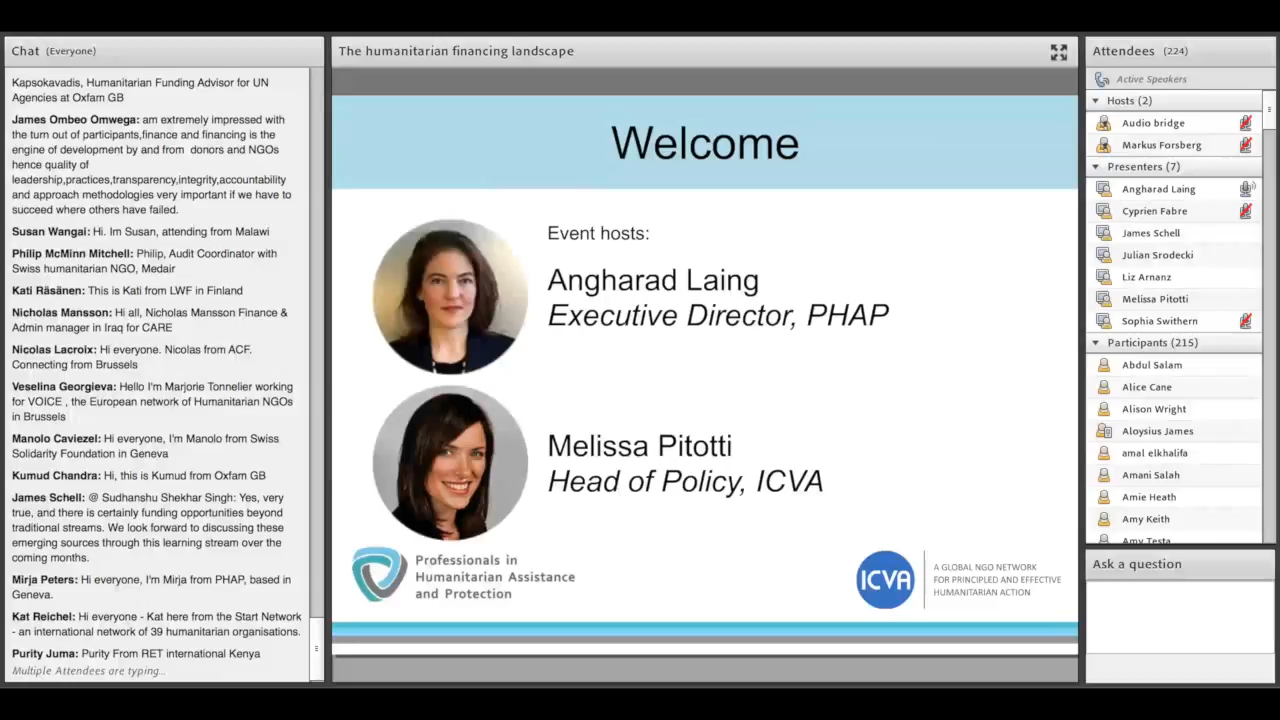 Chat (Everyone)
Kapsokavadis, Humanitarian Funding Advisor for UN
Agencies at Oxfam GB
James Ombeo Omwega: am extremely impressed with
the turn out of participants,finance and financing is the
engine of development by and from donors and NGOs
hence quality of
leadership,practices,transparency,integrity,accountability
and approach methodologies very important if we have to
succeed where others have failed.
Susan Wangai: Hi. Im Susan, attending from Malawi
Philip McMinn Mitchell: Philip, Audit Coordinator with
Swiss humanitarian NGO, Medair
Kati Räsänen: This is Kati from LWF in Finland
Nicholas Mansson: Hi all, Nicholas Mansson Finance &
Admin manager in Iraq for CARE
Nicolas Lacroix: Hi everyone. Nicolas from ACF.
Connecting from Brussels
Veselina Georgieva: Hello I'm Marjorie Tonnelier working
for VOICE , the European network of Humanitarian NGOs
in Brussels
Manolo Caviezel: Hi everyone, I'm Manolo from Swiss
Solidarity Foundation in Geneva
Kumud Chandra: Hi, this is Kumud from Oxfam GB
James Schell: @ Sudhanshu Shekhar Singh: Yes, very
true, and there is certainly funding opportunities beyond
traditional streams. We look forward to discussing these
emerging sources through this learning stream over the
coming months.
Mirja Peters: Hi everyone, I'm Mirja from PHAP, based in
Geneva.
Kat Reichel: Hi everyone - Kat here from the Start Network
- an international network of 39 humanitarian organisations.
Purity Juma: Purity From RET international Kenya
Multiple Attendees are typing...
The humanitarian financing landscape
Welcome
Event hosts:
Angharad Laing
Executive Director, PHAP
Melissa Pitotti
Head of Policy, ICVA
Professionals in
Humanitarian Assistance
and Protection
ICVA
A GLOBAL NGO NETWORK
FOR PRINCIPLED AND EFFECTIVE
HUMANITARIAN ACTION
Attendees (224)
Active Speakers
Hosts (2)
Audio bridge
Markus Forsberg
Presenters (7)
Angharad Laing
Cyprien Fabre
James Schell
Julian Srodecki
Liz Arnanz
Melissa Pitotti
Sophia Swithern
Participants (215)
Abdul Salam
Alice Cane
Alison Wright
Aloysius James
amal elkhalifa
Amani Salah
Amie Heath
Amy Keith
Amy Testa
Ask a question